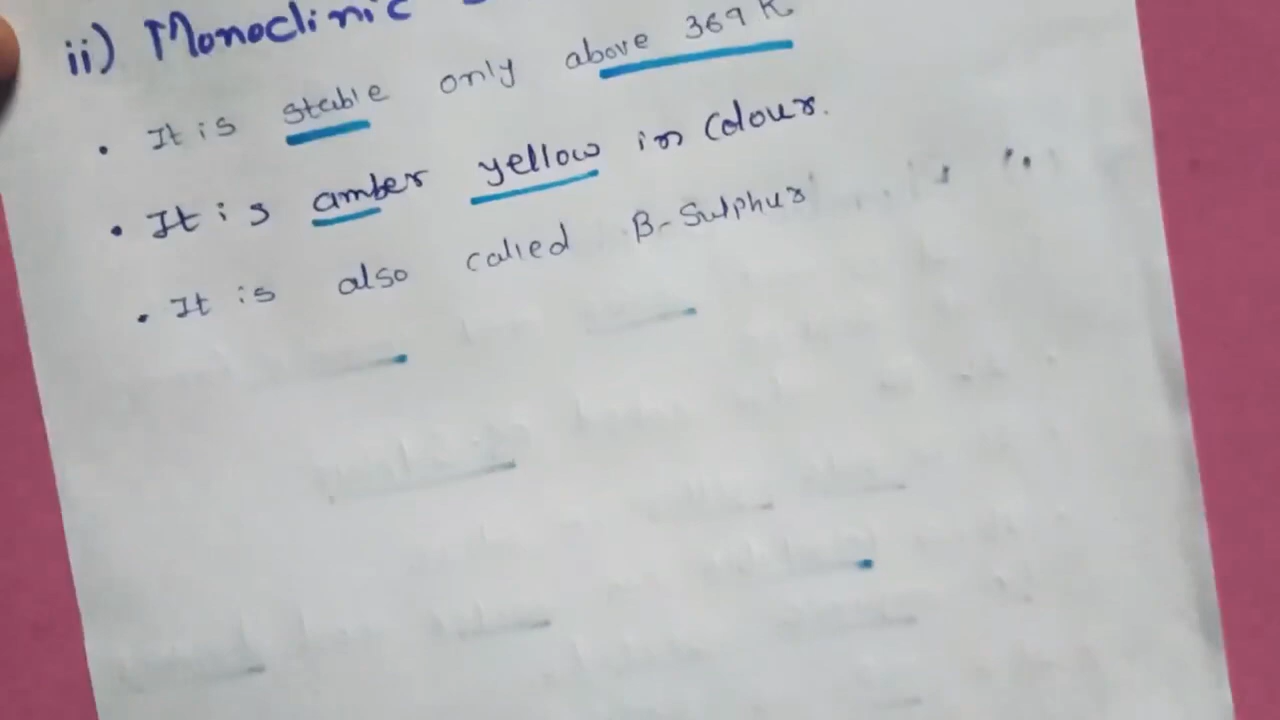 ii) Monoclinic
• It is stable only above 369 K
• It is amber yellow in Colour.
• It is also called β-Sulphur